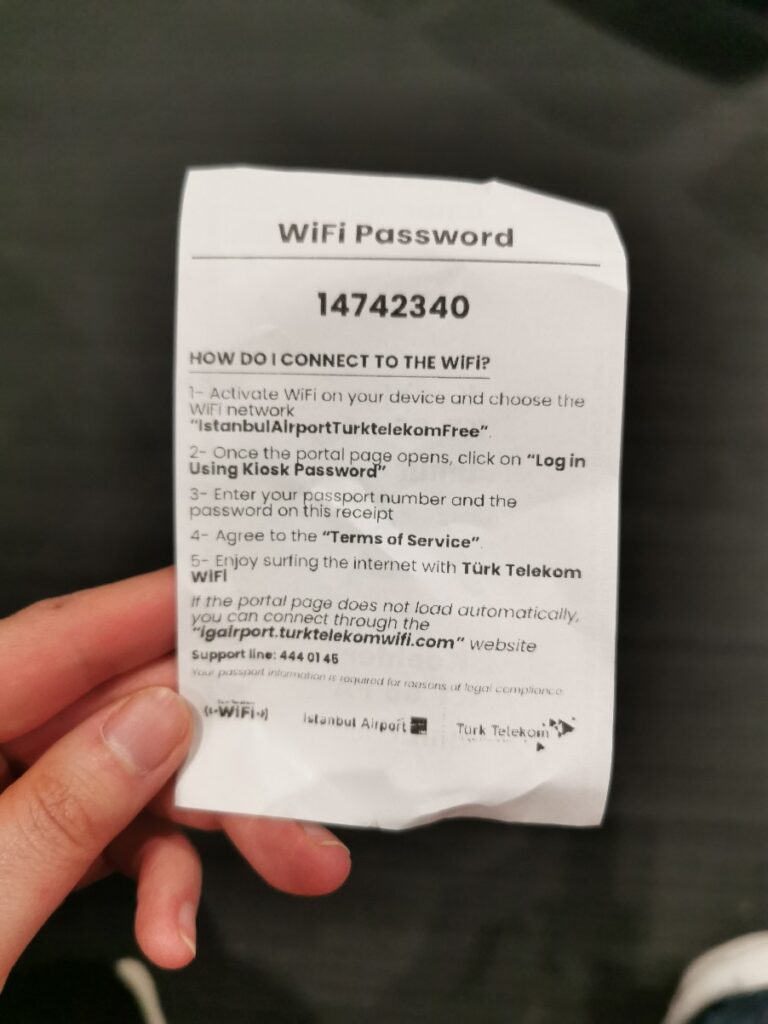 WiFi Password
14742340
HOW DO I CONNECT TO THE WiFi?
1- Activate WiFi on your device and choose the
WiFi network
“IstanbulAirportTurktelekomFree”.
2- Once the portal page opens, click on “Log in
Using Kiosk Password”
3- Enter your passport number and the
password on this receipt
4- Agree to the “Terms of Service”.
5- Enjoy surfing the internet with Türk Telekom
WiFi
If the portal page does not load automatically,
you can connect through the
“igairport.turktelekomwifi.com” website
Support line: 444 01 45
Your passport information is required for reasons of legal compliance.
WiFi
Istanbul Airport
Türk Telekom